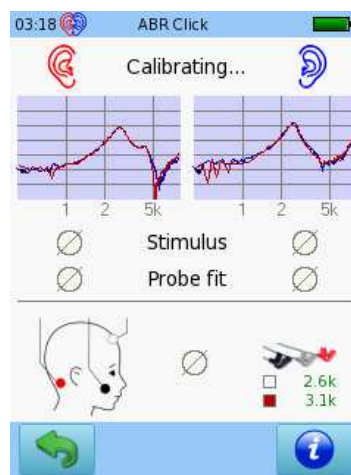 03:18 ABR Click
Calibrating...
1 2 5k 1 2 5k
Stimulus
Probe fit
2.6k
3.1k
i